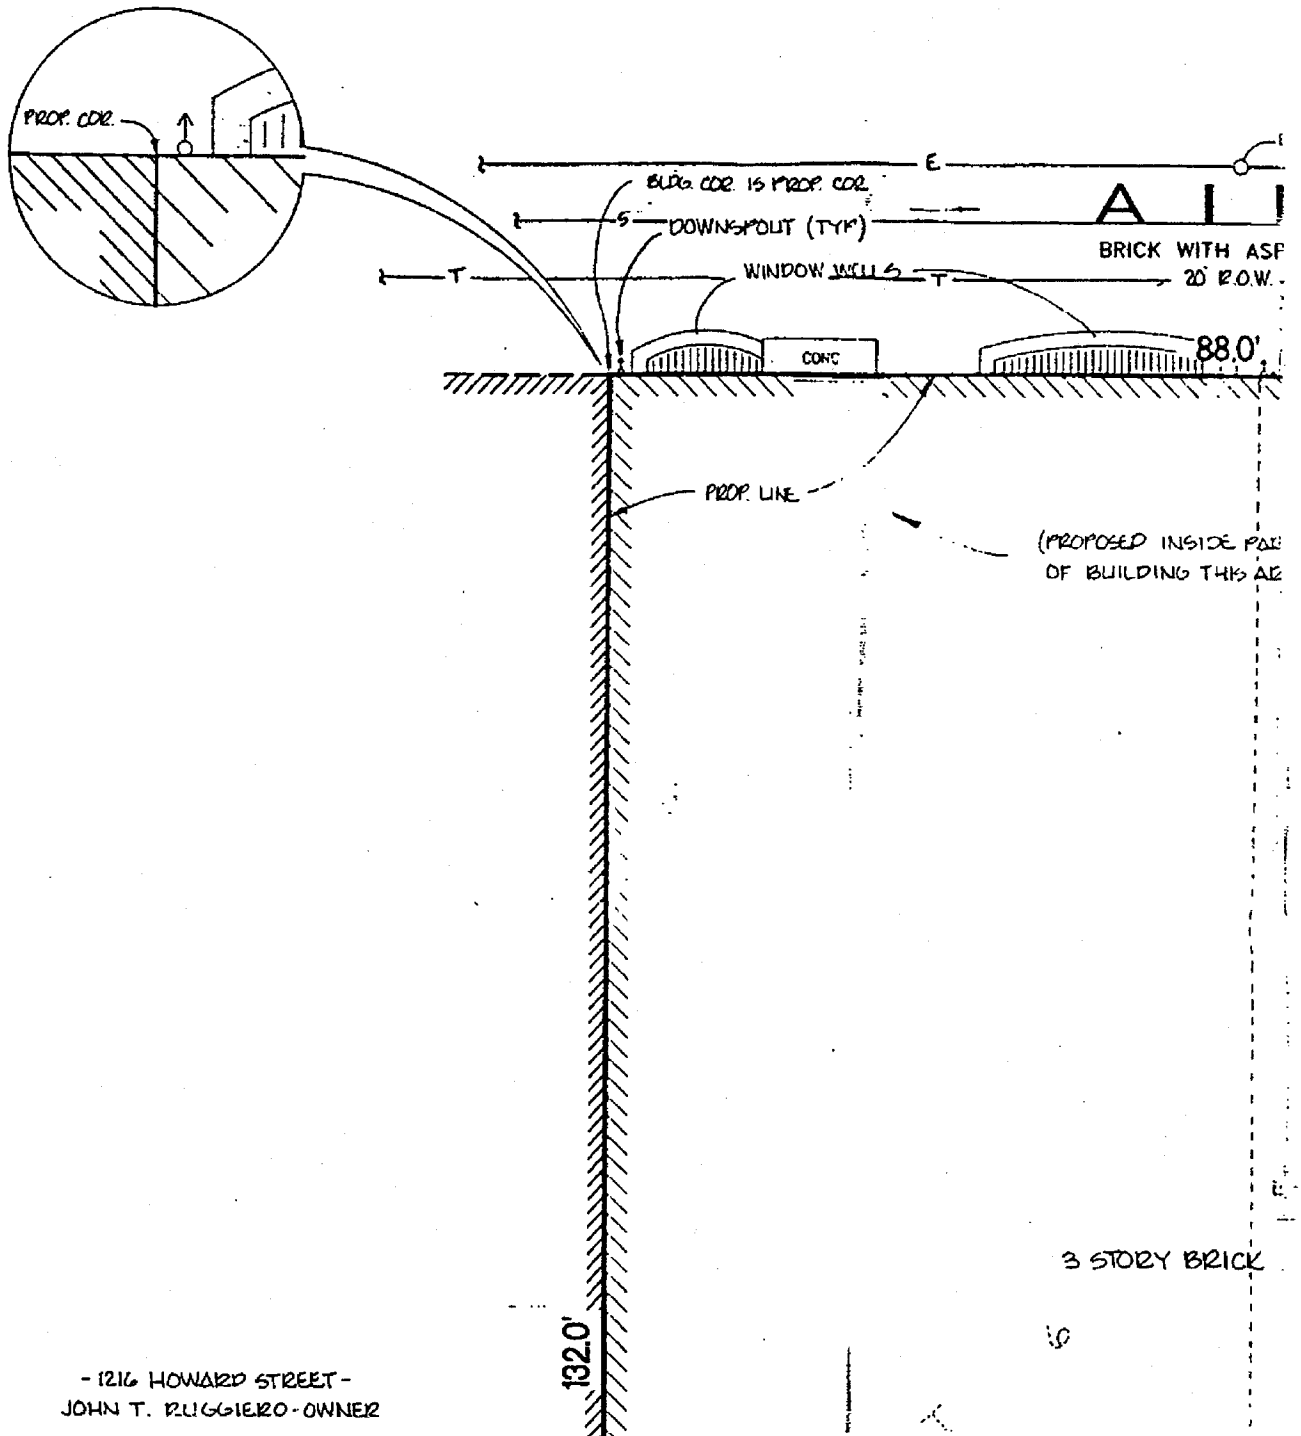 PROP. COR.
E
BLDG. COR. IS PROP. COR.
A
S
DOWNSPOUT (TYP)
BRICK WITH ASP
T
WINDOW WELLS
T
20' R.O.W.
CONC
88.0'
PROP. LINE
(PROPOSED INSIDE
OF BUILDING THIS
3 STORY BRICK
132.0'
- 1216 HOWARD STREET -
JOHN T. RUGGIERO - OWNER